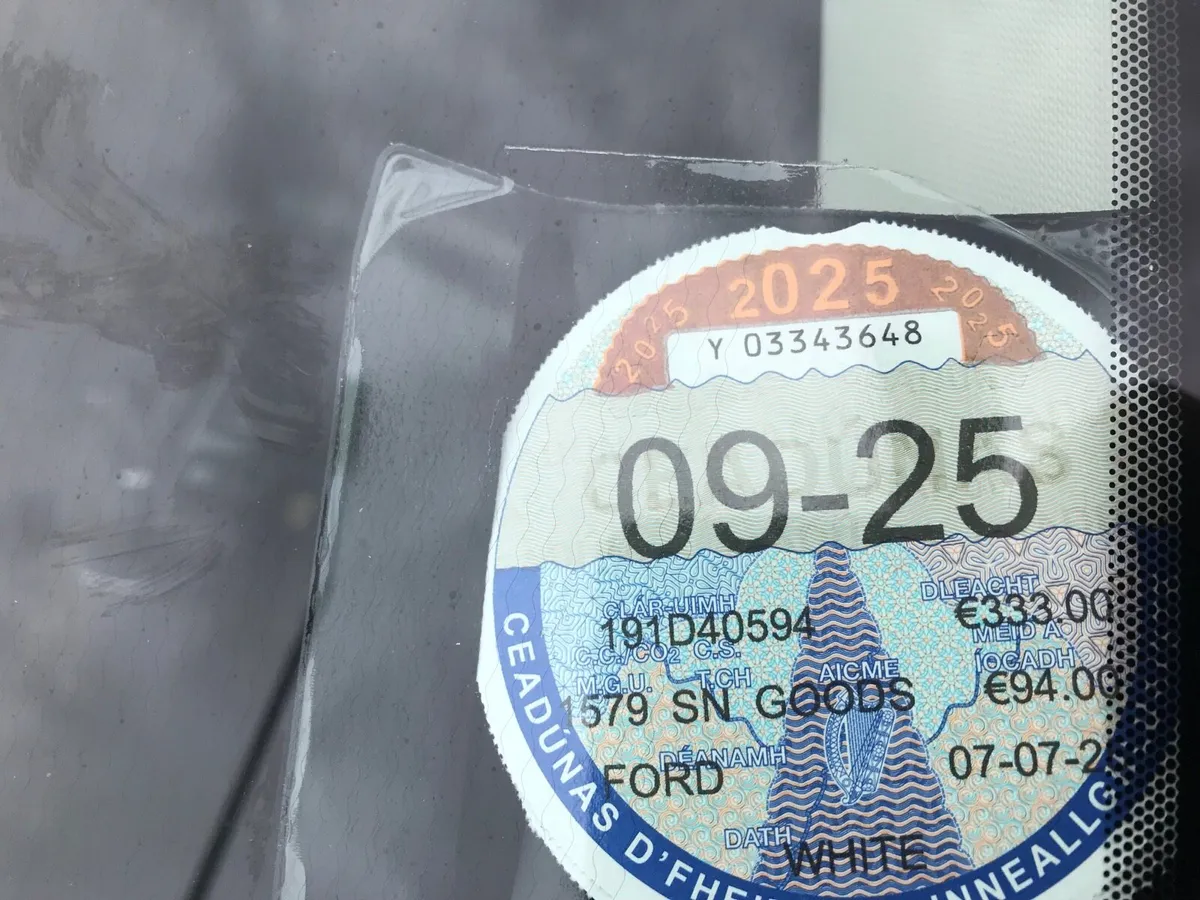 2025 2025 2025
Y 03343648
09-25
CLÁR-UIMH DLEACHT
191D40594 €333.00
C.C./CO2 C.S. MÉID A
M.G.U. T.CH AICME ÍOCADH
1579 SN GOODS €94.00
DÉANAMH
FORD 07-07-2
DATH
WHITE
CEADÚNAS D'FHEI
INNEALLG